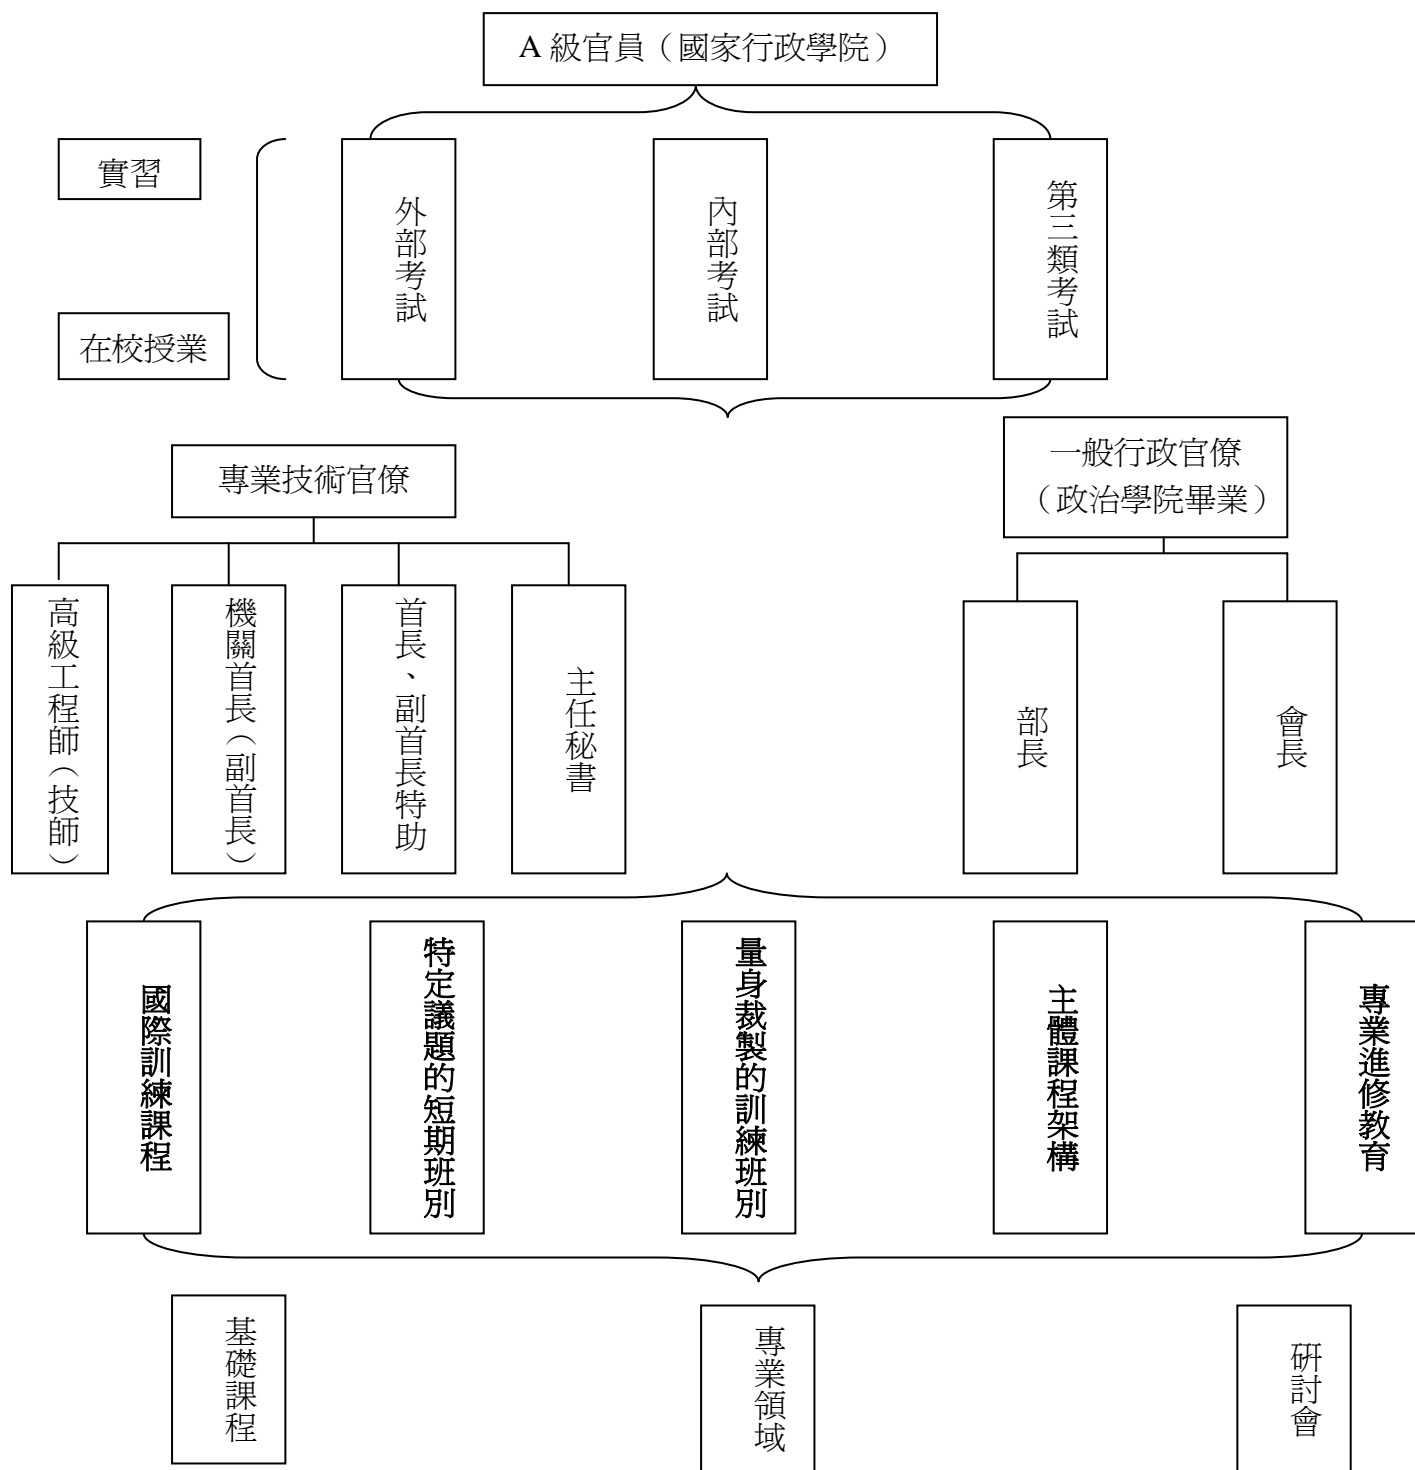 A 級官員（國家行政學院）
實習
在校授業
外部考試
內部考試
第三類考試
專業技術官僚
一般行政官僚
（政治學院畢業）
高級工程師（技師）
機關首長（副首長）
首長、副首長特助
主任秘書
部長
會長
國際訓練課程
特定議題的短期班別
量身裁製的訓練班別
主體課程架構
專業進修教育
基礎課程
專業領域
研討會